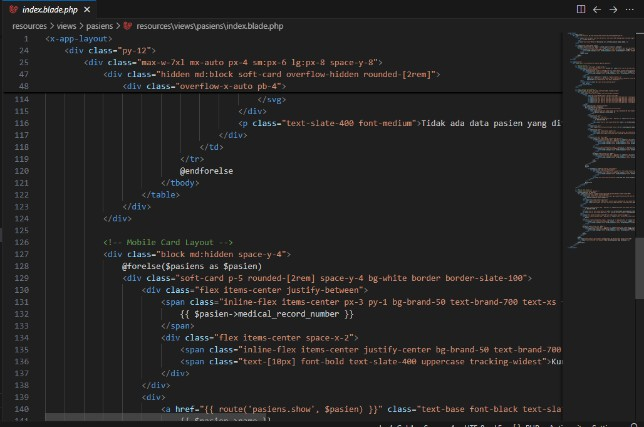 index.blade.php ×
resources > views > pasiens > resources\views\pasiens\index.blade.php
1 <x-app-layout>
24 <div class="py-12">
25 <div class="max-w-7xl mx-auto px-4 sm:px-6 lg:px-8 space-y-8">
47 <div class="hidden md:block soft-card overflow-hidden rounded-[2rem]">
48 <div class="overflow-x-auto pb-4">
114 </svg>
115 </div>
116 <p class="text-slate-400 font-medium">Tidak ada data pasien yang di
117 </div>
118 </td>
119 </tr>
120 @endforelse
121 </tbody>
122 </table>
123 </div>
124 </div>
125
126 <!-- Mobile Card Layout -->
127 <div class="block md:hidden space-y-4">
128 @forelse($pasiens as $pasien)
129 <div class="soft-card p-5 rounded-[2rem] space-y-4 bg-white border border-slate-100">
130 <div class="flex items-center justify-between">
131 <span class="inline-flex items-center px-3 py-1 bg-brand-50 text-brand-700 text-xs
132 {{ $pasien->medical_record_number }}
133 </span>
134 <div class="flex items-center space-x-2">
135 <span class="inline-flex items-center justify-center bg-brand-50 text-brand-700
136 <span class="text-[10px] font-bold text-slate-400 uppercase tracking-widest">Ku
137 </div>
138 </div>
139 <div>
140 <a href="{{ route('pasiens.show', $pasien) }}" class="text-base font-black text-sla